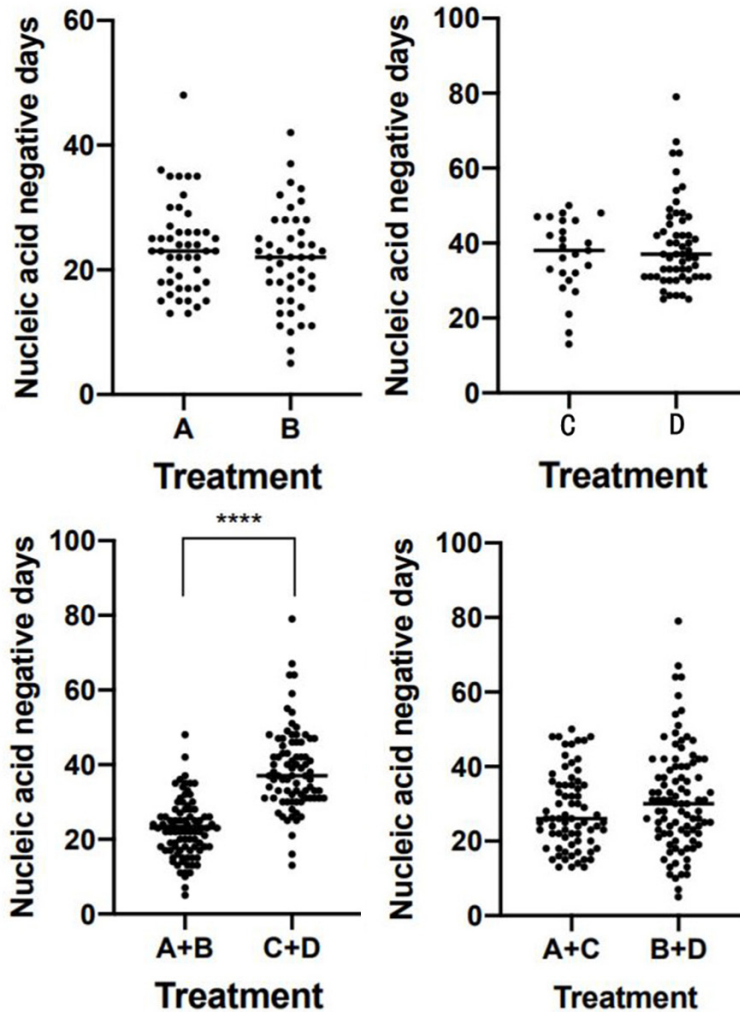 Nucleic acid negative days
60
40
20
0
A
B
Treatment
Nucleic acid negative days
100
80
60
40
20
0
C
D
Treatment
Nucleic acid negative days
100
80
60
40
20
0
****
A+B
C+D
Treatment
Nucleic acid negative days
100
80
60
40
20
0
A+C
B+D
Treatment